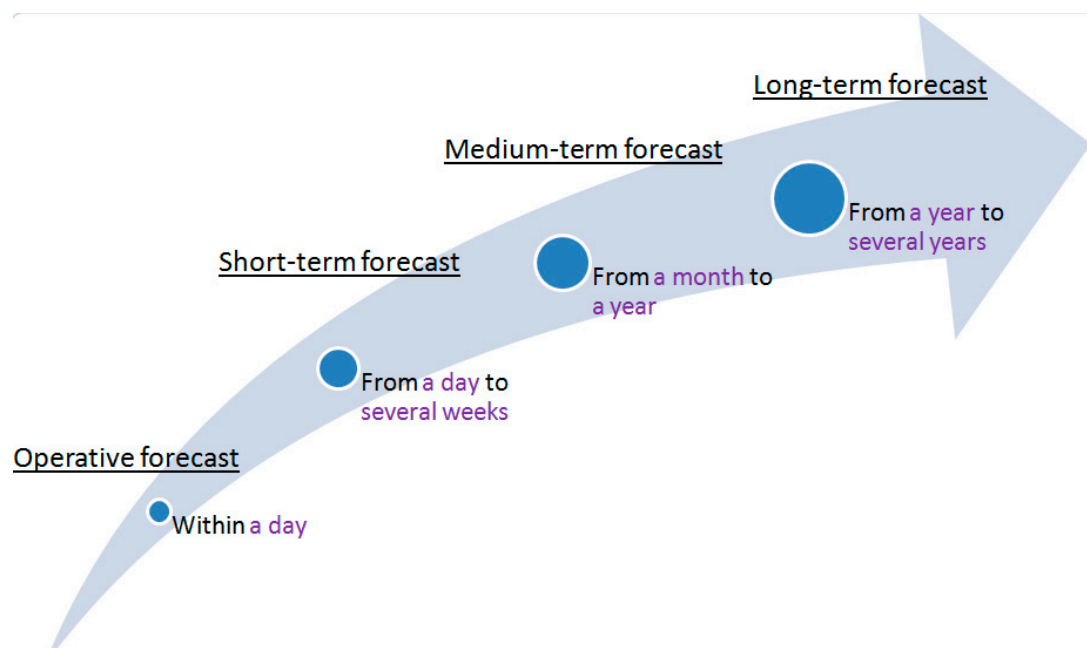 Long-term forecast
From a year to
several years
Medium-term forecast
From a month to
a year
Short-term forecast
From a day to
several weeks
Operative forecast
Within a day